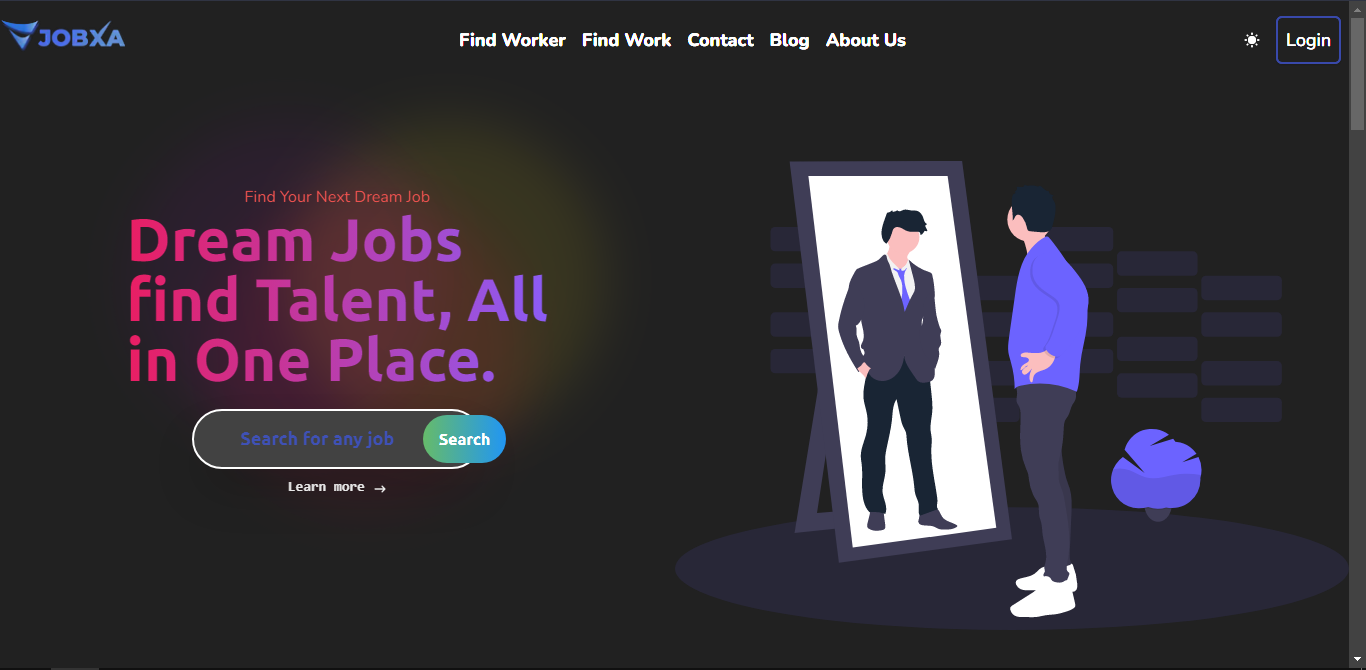 JOBXA
Find Worker Find Work Contact Blog About Us Login
Find Your Next Dream Job
Dream Jobs
find Talent, All
in One Place.
Search for any job Search
Learn more →